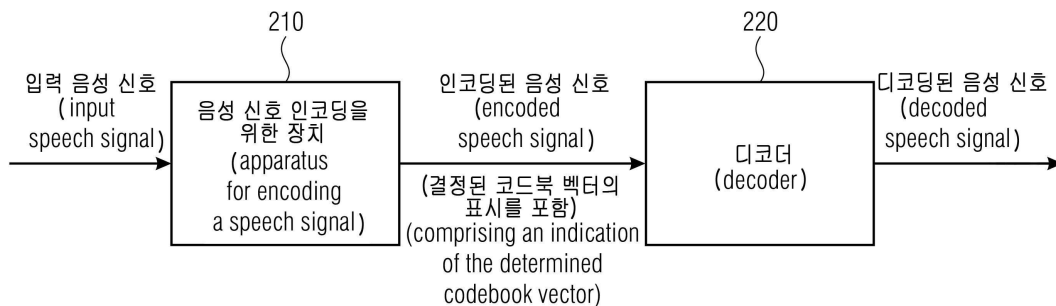 210
220
입력 음성 신호
(input
speech signal)
음성 신호 인코딩을
위한 장치
(apparatus
for encoding
a speech signal)
인코딩된 음성 신호
(encoded
speech signal)
(결정된 코드북 벡터의
표시를 포함)
(comprising an indication
of the determined
codebook vector)
디코더
(decoder)
디코딩된 음성 신호
(decoded
speech signal)